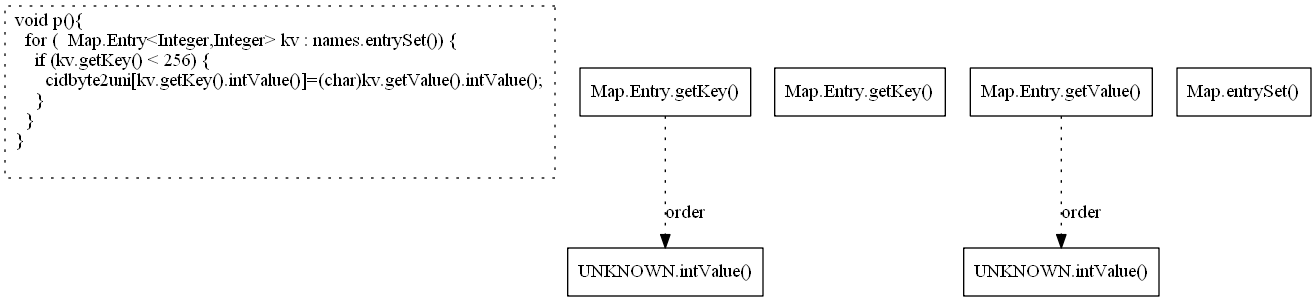 void p(){
for ( Map.Entry<Integer,Integer> kv : names.entrySet()) {
if (kv.getKey() < 256) {
cidbyte2uni[kv.getKey().intValue()]=(char)kv.getValue().intValue();
}
}
}
Map.Entry.getKey()
Map.Entry.getKey()
Map.Entry.getValue()
Map.entrySet()
order
order
UNKNOWN.intValue()
UNKNOWN.intValue()